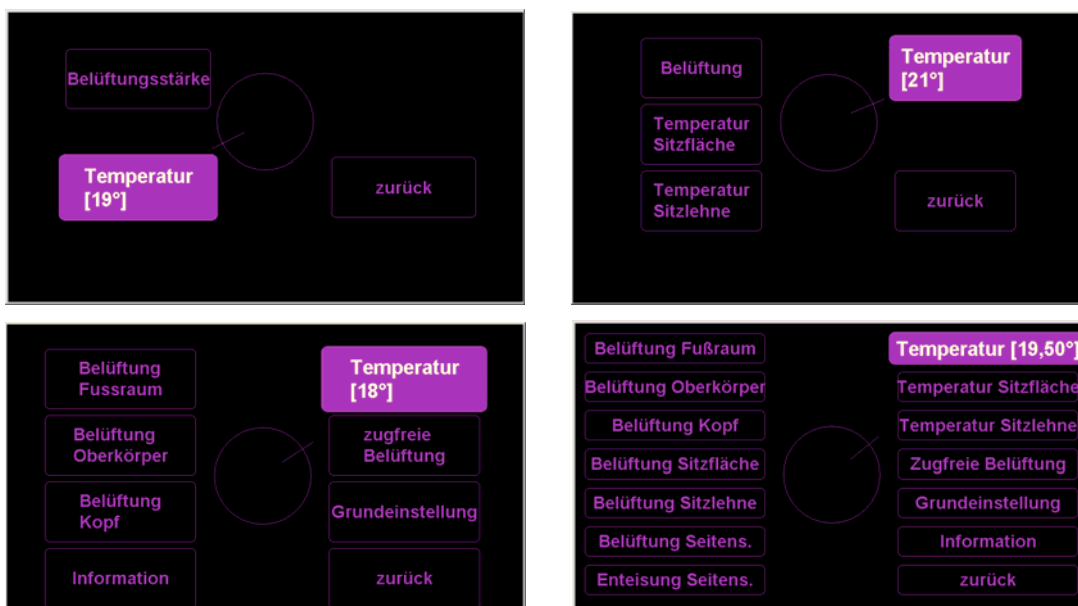 Belüftungsstärke
Temperatur
[19°]
zurück
Belüftung
Temperatur
Sitzfläche
Temperatur
Sitzlehne
Temperatur
[21°]
zurück
Belüftung
Fussraum
Belüftung
Oberkörper
Belüftung
Kopf
Information
Temperatur
[18°]
zugfreie
Belüftung
Grundeinstellung
zurück
Belüftung Fußraum
Belüftung Oberkörper
Belüftung Kopf
Belüftung Sitzfläche
Belüftung Sitzlehne
Belüftung Seitens.
Enteisung Seitens.
Temperatur [19,50°]
Temperatur Sitzfläche
Temperatur Sitzlehne
Zugfreie Belüftung
Grundeinstellung
Information
zurück